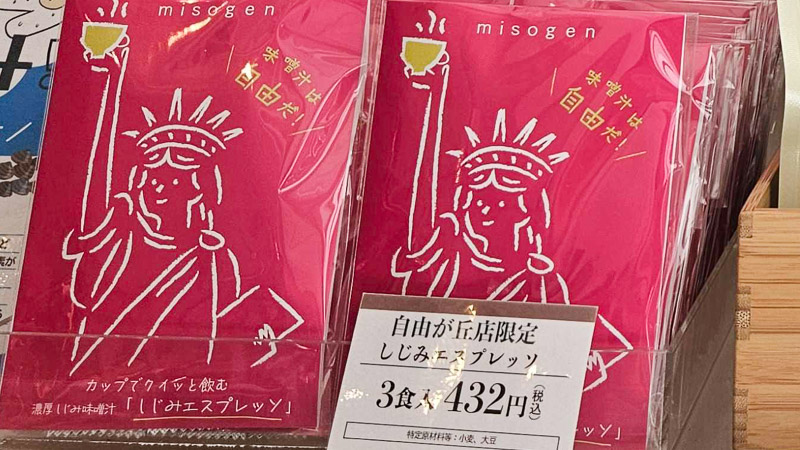 misogen
味噌汁は
自由だ!
カップでクイッと飲む
濃厚しじみ味噌汁「しじみエスプレッソ」
misogen
味噌汁は
自由だ!
自由が丘店限定
しじみエスプレッソ
3食入 432円(税込)
特定原材料等:小麦、大豆
ッソ」